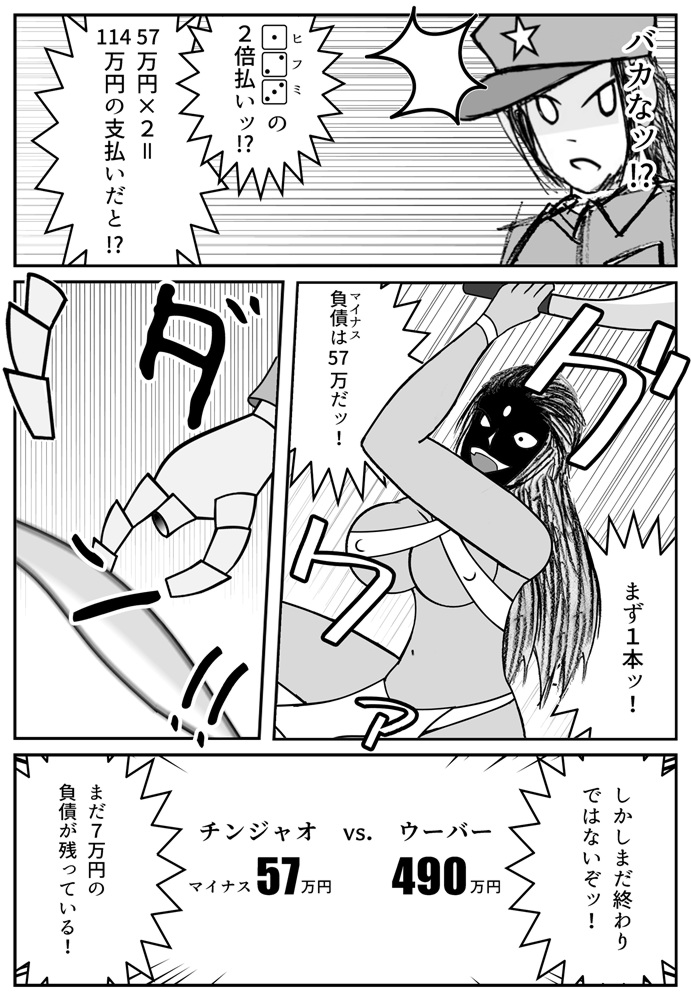 バカなッ!?
ヒフミ
⚀⚁⚂の
2倍払いッ!?
57万円×2=
114万円の支払いだと!?
マイナス
負債は57万だッ!
まず1本ッ!
グググァ
ダーン!!
しかしまだ終わり
ではないぞッ!
チンジャオ vs. ウーバー
マイナス57万円 490万円
まだ7万円の
負債が残っている!